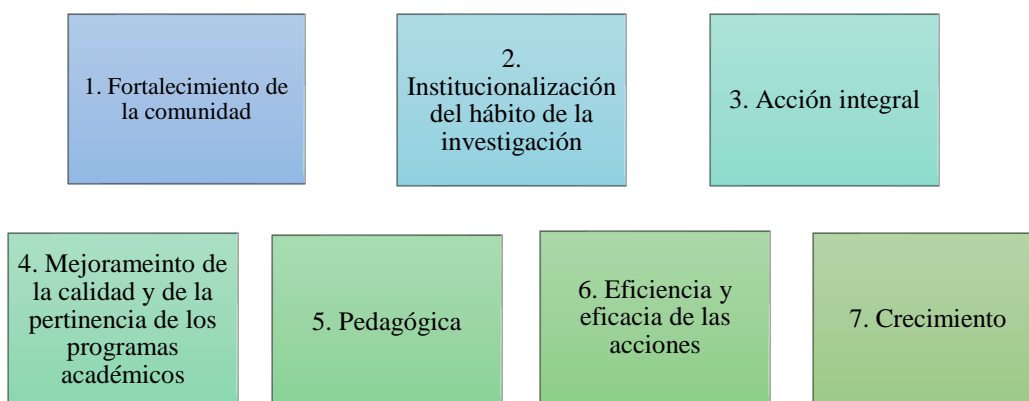 1. Fortalecimiento de
la comunidad
2.
Institucionalización
del hábito de la
investigación
3. Acción integral
4. Mejorameinto de
la calidad y de la
pertinencia de los
programas
académicos
5. Pedagógica
6. Eficiencia y
eficacia de las
acciones
7. Crecimiento